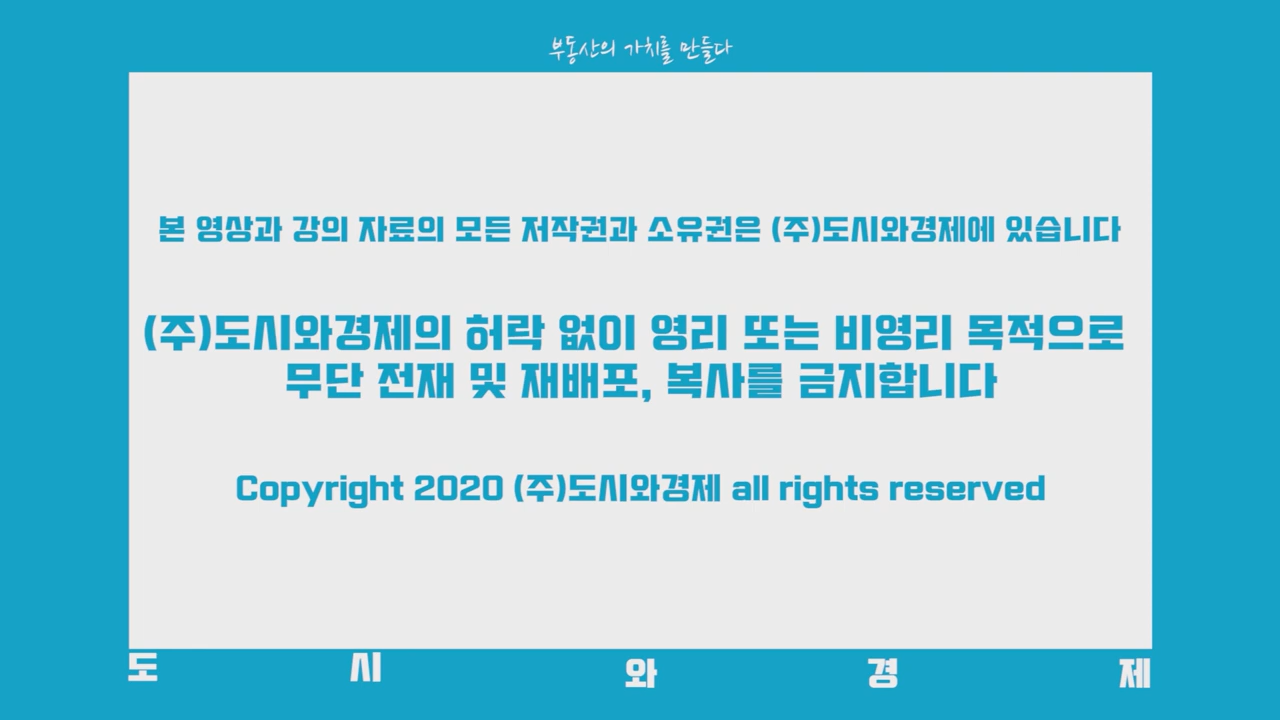 부동산의 가치를 만들다
본 영상과 강의 자료의 모든 저작권과 소유권은 (주)도시와경제에 있습니다
(주)도시와경제의 허락 없이 영리 또는 비영리 목적으로
무단 전재 및 재배포, 복사를 금지합니다
Copyright 2020 (주)도시와경제 all rights reserved
도 시 와 경 제